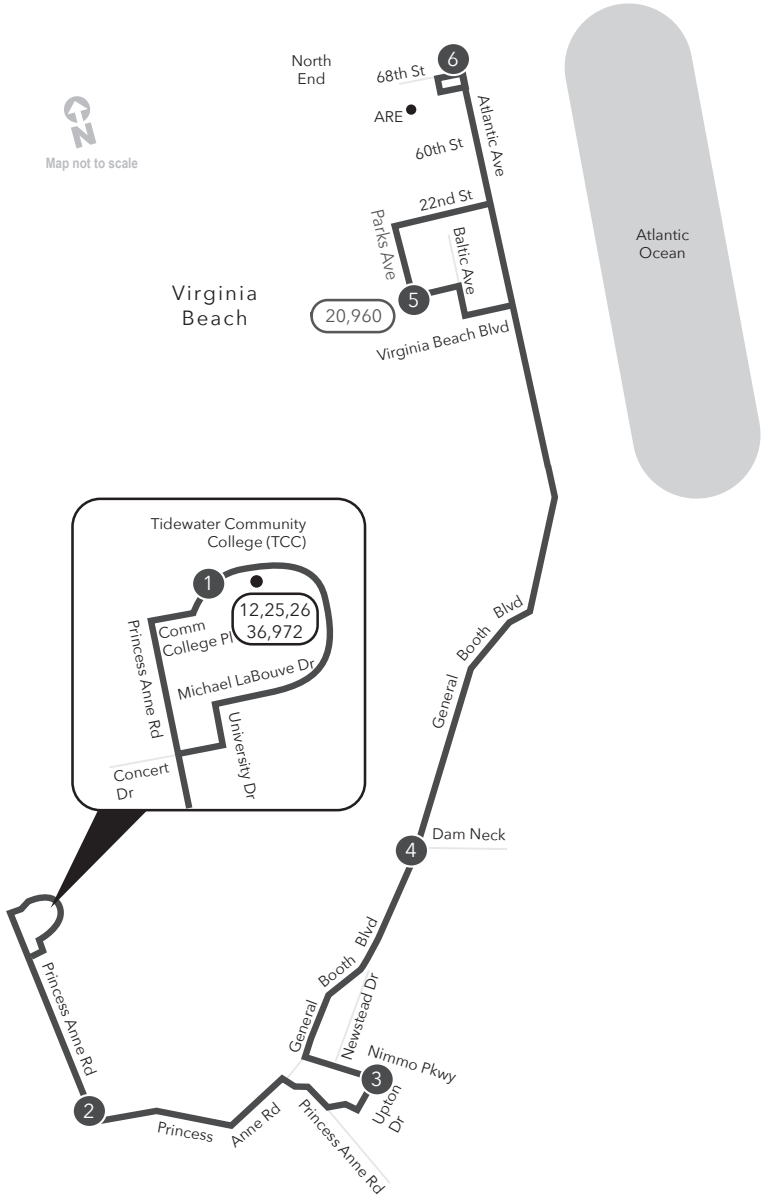 North
End
68th St
6
ARE
Atlantic Ave
60th St
N
Map not to scale
22nd St
Parks Ave
Baltic Ave
Atlantic
Ocean
Virginia
Beach
5
20,960
Virginia Beach Blvd
Tidewater Community
College (TCC)
1
12,25,26
36,972
Comm
College Pl
Princess Anne Rd
Michael LaBouve Dr
University Dr
Concert
Dr
General Booth Blvd
4
Dam Neck
General Booth Blvd
Newstead Dr
Nimmo Pkwy
3
Upton
Dr
Princess Anne Rd
2
Princess Anne Rd
Princess Anne Rd